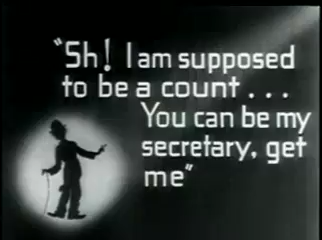 "Sh! I am supposed
to be a count . . .
You can be my
secretary, get
me"